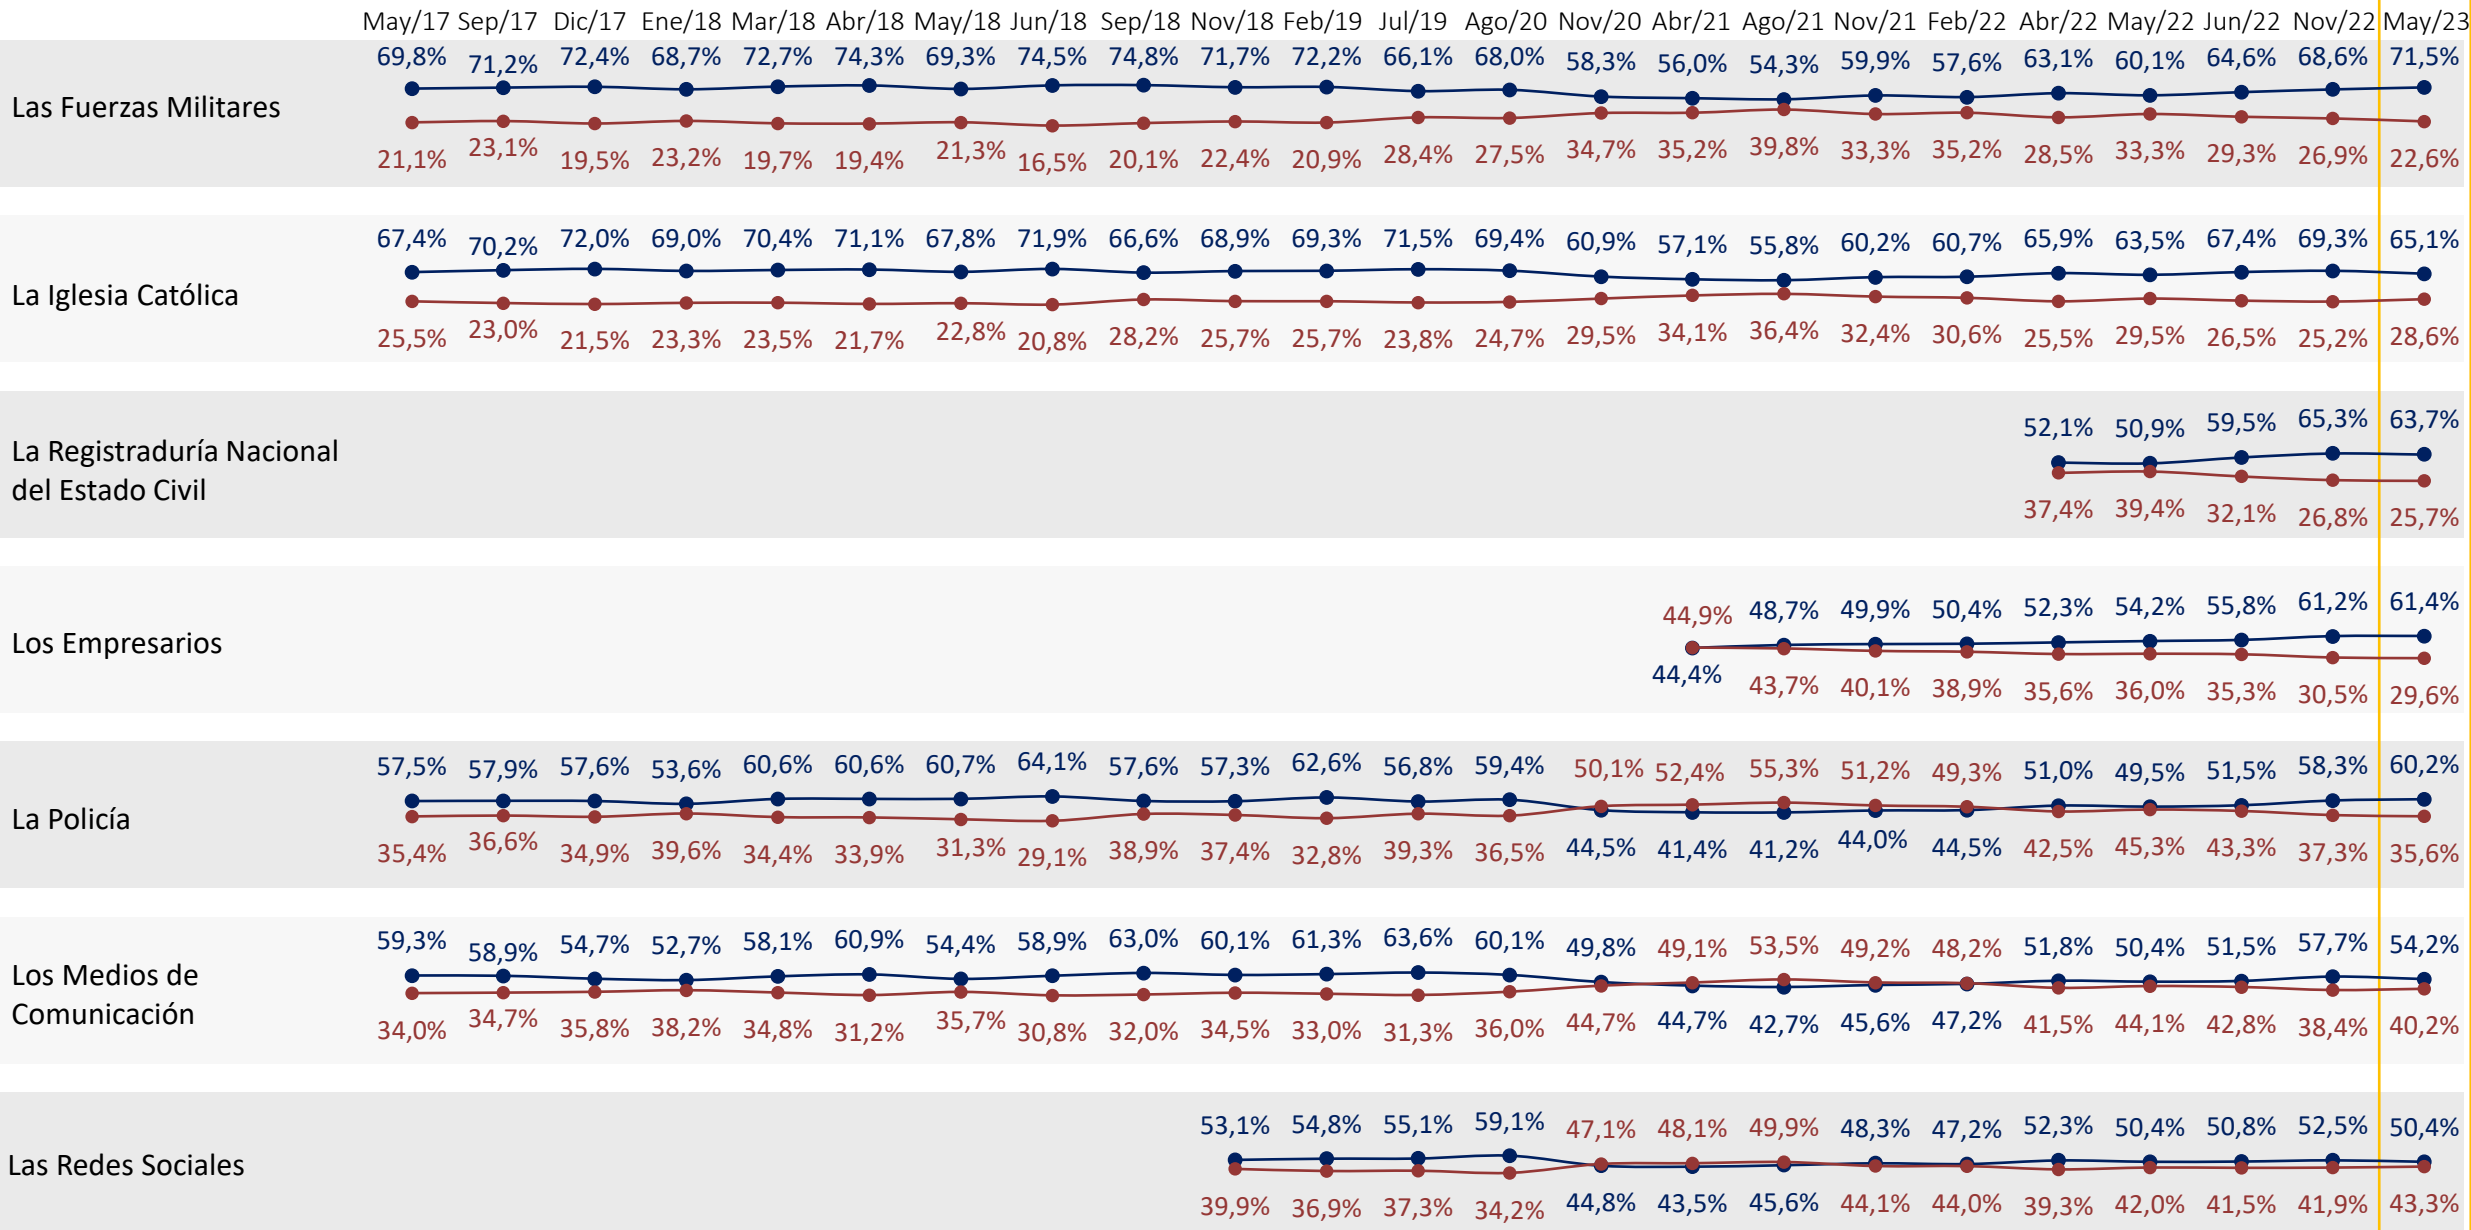 May/17 Sep/17 Dic/17 Ene/18 Mar/18 Abr/18 May/18 Jun/18 Sep/18 Nov/18 Feb/19 Jul/19 Ago/20 Nov/20 Abr/21 Ago/21 Nov/21 Feb/22 Abr/22 May/22 Jun/22 Nov/22 May/23
69,8% 71,2% 72,4% 68,7% 72,7% 74,3% 69,3% 74,5% 74,8% 71,7% 72,2% 66,1% 68,0% 58,3% 56,0% 54,3% 59,9% 57,6% 63,1% 60,1% 64,6% 68,6% 71,5%
Las Fuerzas Militares
21,1% 23,1% 19,5% 23,2% 19,7% 19,4% 21,3% 16,5% 20,1% 22,4% 20,9% 28,4% 27,5% 34,7% 35,2% 39,8% 33,3% 35,2% 28,5% 33,3% 29,3% 26,9% 22,6%
67,4% 70,2% 72,0% 69,0% 70,4% 71,1% 67,8% 71,9% 66,6% 68,9% 69,3% 71,5% 69,4% 60,9% 57,1% 55,8% 60,2% 60,7% 65,9% 63,5% 67,4% 69,3% 65,1%
La Iglesia Católica
25,5% 23,0% 21,5% 23,3% 23,5% 21,7% 22,8% 20,8% 28,2% 25,7% 25,7% 23,8% 24,7% 29,5% 34,1% 36,4% 32,4% 30,6% 25,5% 29,5% 26,5% 25,2% 28,6%
52,1% 50,9% 59,5% 65,3% 63,7%
La Registraduría Nacional
del Estado Civil
37,4% 39,4% 32,1% 26,8% 25,7%
44,9% 48,7% 49,9% 50,4% 52,3% 54,2% 55,8% 61,2% 61,4%
Los Empresarios
44,4% 43,7% 40,1% 38,9% 35,6% 36,0% 35,3% 30,5% 29,6%
57,5% 57,9% 57,6% 53,6% 60,6% 60,6% 60,7% 64,1% 57,6% 57,3% 62,6% 56,8% 59,4% 50,1% 52,4% 55,3% 51,2% 49,3% 51,0% 49,5% 51,5% 58,3% 60,2%
La Policía
35,4% 36,6% 34,9% 39,6% 34,4% 33,9% 31,3% 29,1% 38,9% 37,4% 32,8% 39,3% 36,5% 44,5% 41,4% 41,2% 44,0% 44,5% 42,5% 45,3% 43,3% 37,3% 35,6%
59,3% 58,9% 54,7% 52,7% 58,1% 60,9% 54,4% 58,9% 63,0% 60,1% 61,3% 63,6% 60,1% 49,8% 49,1% 53,5% 49,2% 48,2% 51,8% 50,4% 51,5% 57,7% 54,2%
Los Medios de
Comunicación
34,0% 34,7% 35,8% 38,2% 34,8% 31,2% 35,7% 30,8% 32,0% 34,5% 33,0% 31,3% 36,0% 44,7% 44,7% 42,7% 45,6% 47,2% 41,5% 44,1% 42,8% 38,4% 40,2%
53,1% 54,8% 55,1% 59,1% 47,1% 48,1% 49,9% 48,3% 47,2% 52,3% 50,4% 50,8% 52,5% 50,4%
Las Redes Sociales
39,9% 36,9% 37,3% 34,2% 44,8% 43,5% 45,6% 44,1% 44,0% 39,3% 42,0% 41,5% 41,9% 43,3%